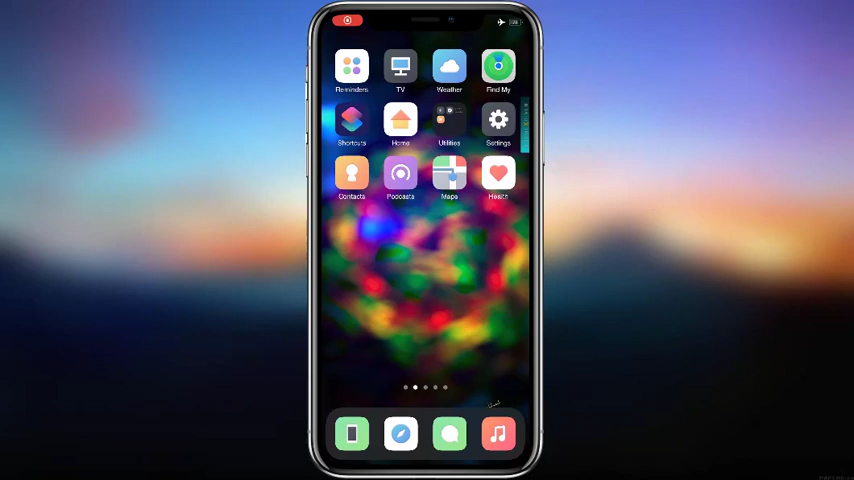 Reminders TV Weather Find My
Shortcuts Home Utilities Settings
Contacts Podcasts Maps Health